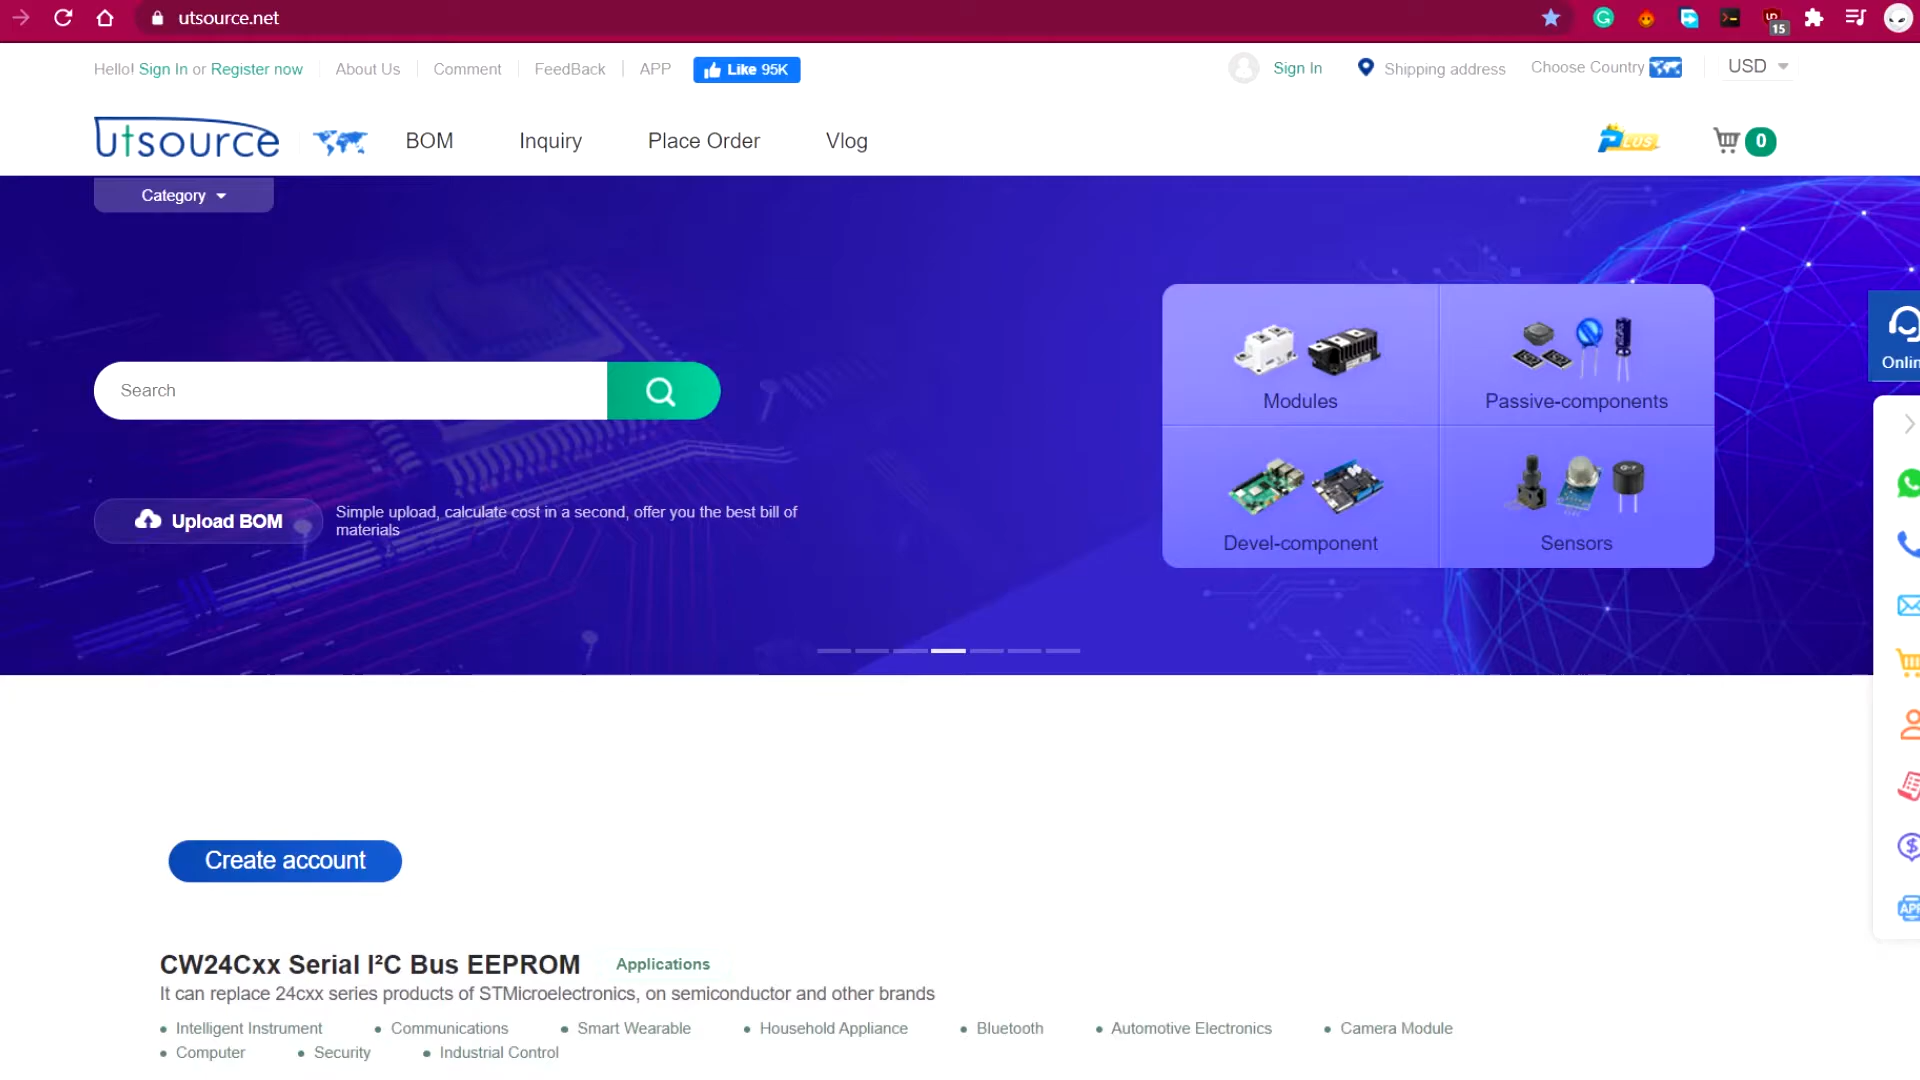 utsource.net
15
Hello! Sign In or Register now
About Us
Comment
FeedBack
APP
Like 95K
Sign In
Shipping address
Choose Country
USD
utsource
BOM
Inquiry
Place Order
Vlog
PLUS
0
Category
Search
Upload BOM
Simple upload, calculate cost in a second, offer you the best bill of
materials
Modules
Passive-components
Devel-component
Sensors
Onlin
APP
Create account
CW24Cxx Serial I²C Bus EEPROM
Applications
It can replace 24cxx series products of STMicroelectronics, on semiconductor and other brands
• Intelligent Instrument • Communications • Smart Wearable • Household Appliance • Bluetooth • Automotive Electronics • Camera Module
• Computer • Security • Industrial Control